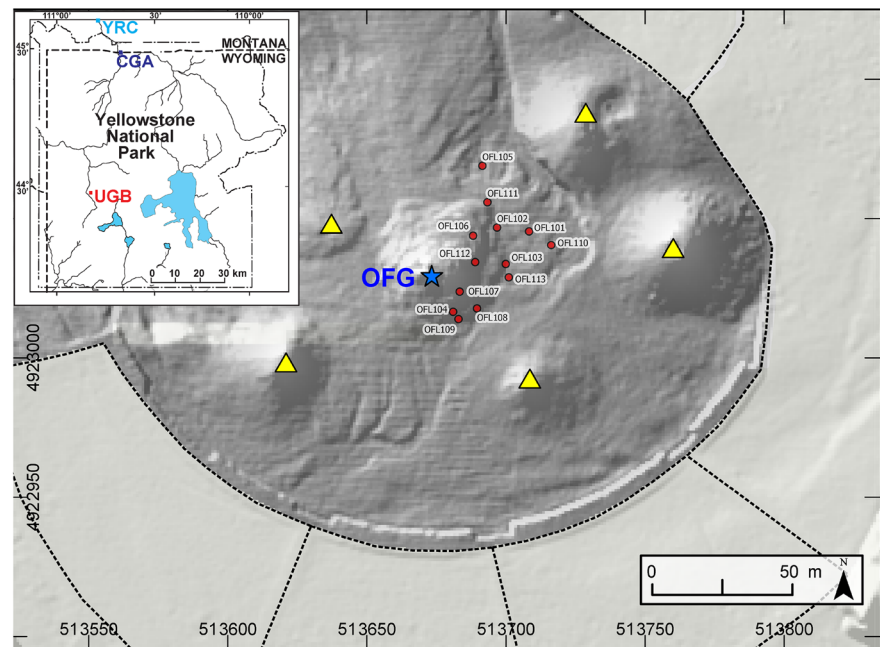 111°00'
30'
110°00'
YRC
45°
MONTANA
WYOMING
CGA
Yellowstone
National
Park
44°
30'
UGB
0 10 20 30 km
OFL105
OFL111
OFL102
OFL101
OFL106
OFL110
OFL112
OFL103
OFL113
OFG
OFL107
OFL104
OFL108
OFL109
4923000
4922950
0 50 m
N
513550
513600
513650
513700
513750
513800